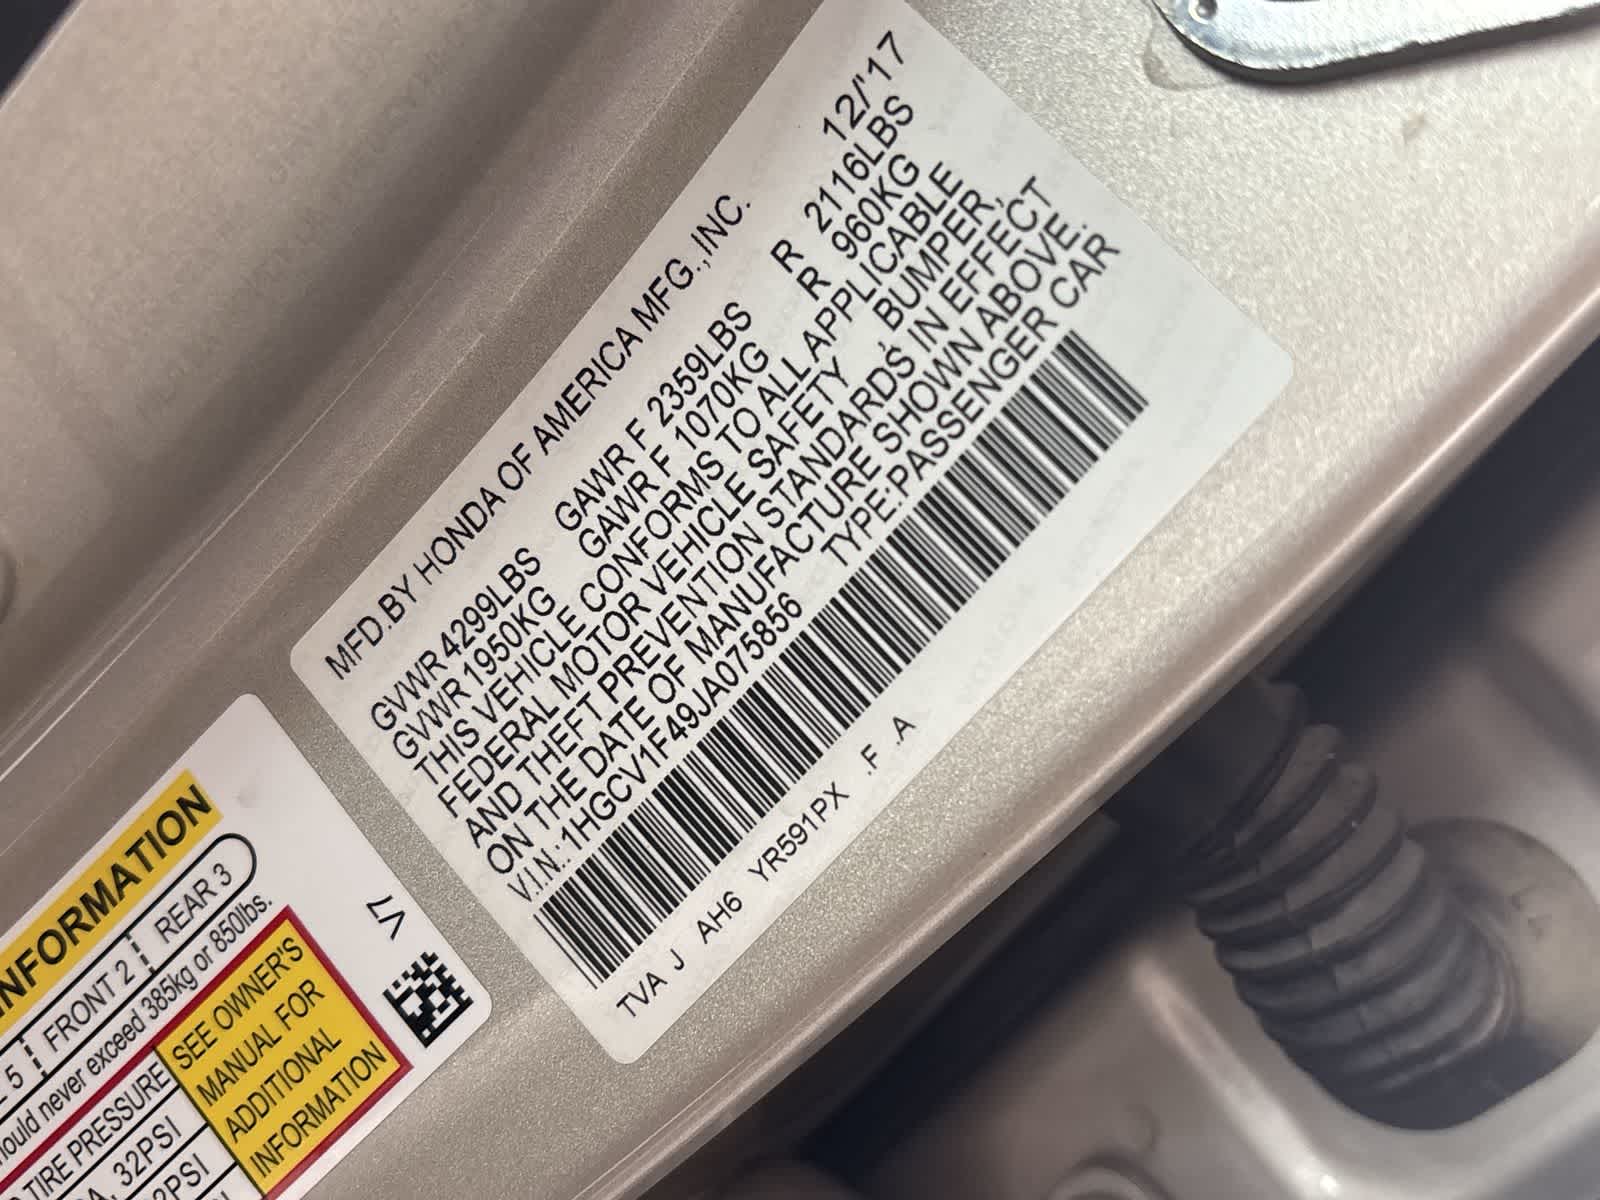 MFD.BY HONDA OF AMERICA MFG.,INC. 12/'17
GVWR 4299LBS GAWR F 2359LBS R 2116LBS
GVWR 1950KG GAWR F 1070KG R 960KG
THIS VEHICLE CONFORMS TO ALL APPLICABLE
FEDERAL MOTOR VEHICLE SAFETY , BUMPER,
AND THEFT PREVENTION STANDARDS IN EFFECT
ON THE DATE OF MANUFACTURE SHOWN ABOVE.
V.I.N.:1HGCV1F49JA075856 TYPE:PASSENGER CAR
TVA J AH6 YR591PX .F .A
INFORMATION
5 FRONT 2 REAR 3
should never exceed 385kg or 850lbs.
TIRE PRESSURE
32PSI
SEE OWNER'S
MANUAL FOR
ADDITIONAL
INFORMATION